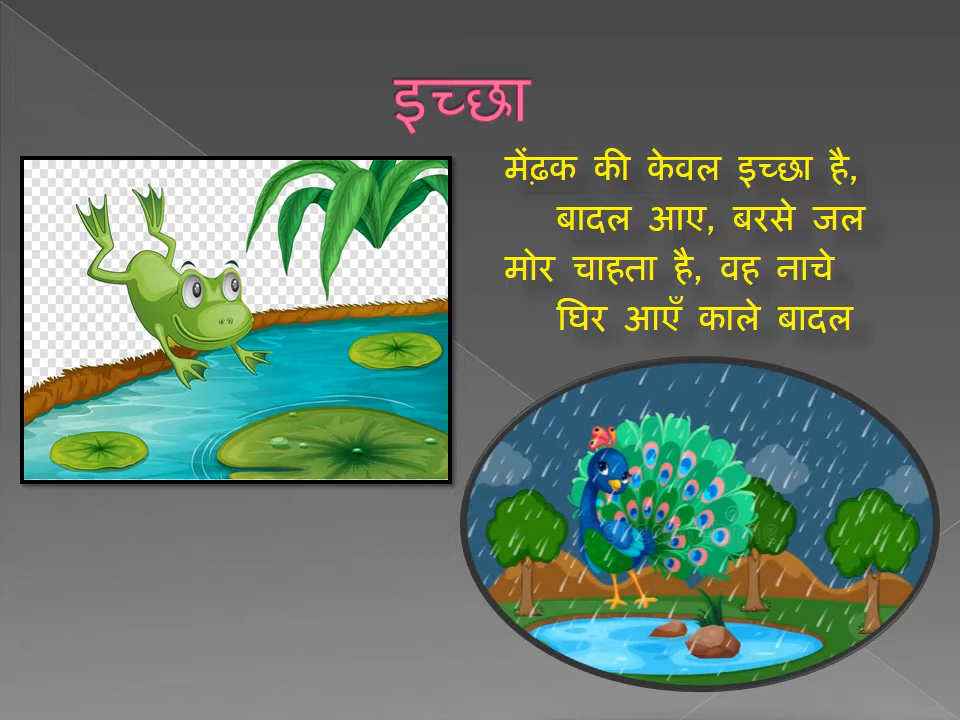 इच्छा
मेंढ़क की केवल इच्छा है,
बादल आए, बरसे जल
मोर चाहता है, वह नाचे
घिर आएँ काले बादल